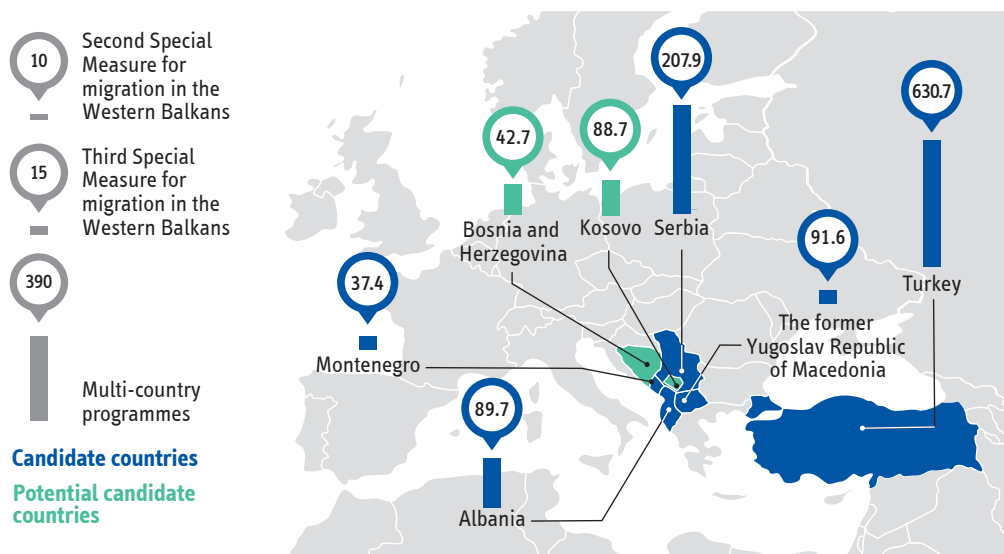 10
Second Special
Measure for
migration in the
Western Balkans
15
Third Special
Measure for
migration in the
Western Balkans
390
Multi-country
programmes
Candidate countries
Potential candidate
countries
37.4
Montenegro
89.7
Albania
42.7
Bosnia and
Herzegovina
88.7
Kosovo
207.9
Serbia
91.6
The former
Yugoslav Republic
of Macedonia
630.7
Turkey